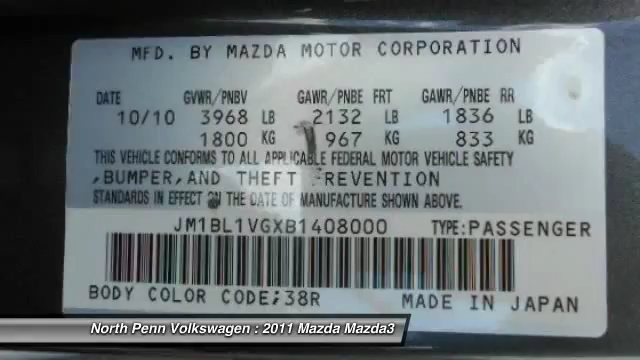 MFD. BY MAZDA MOTOR CORPORATION
DATE GVWR/PNBV GAWR/PNBE FRT GAWR/PNBE RR
10/10 3968 LB 2132 LB 1836 LB
1800 KG 967 KG 833 KG
THIS VEHICLE CONFORMS TO ALL APPLICABLE FEDERAL MOTOR VEHICLE SAFETY
,BUMPER,AND THEFT PREVENTION
STANDARDS IN EFFECT ON THE DATE OF MANUFACTURE SHOWN ABOVE.
JM1BL1VGXB1408000 TYPE:PASSENGER
BODY COLOR CODE;38R MADE IN JAPAN
North Penn Volkswagen : 2011 Mazda Mazda3